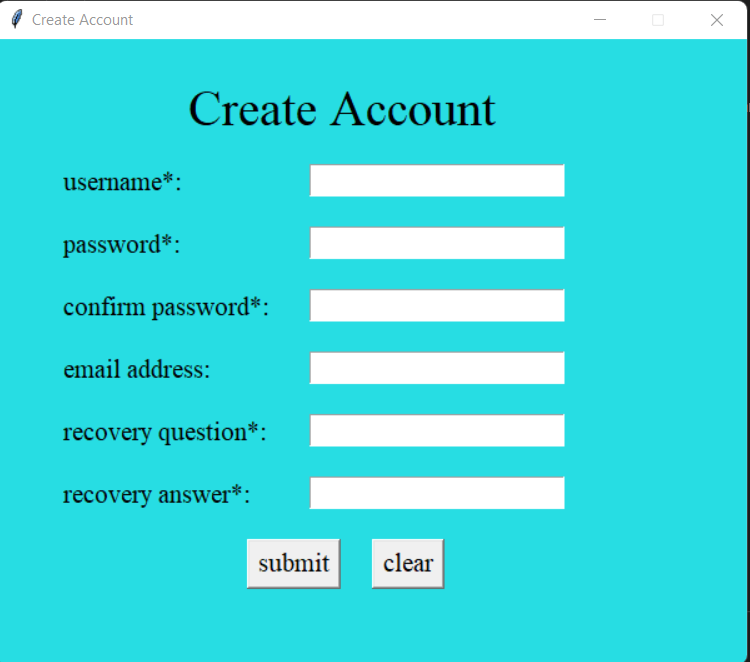 Create Account
Create Account
username*:
password*:
confirm password*:
email address:
recovery question*:
recovery answer*:
submit clear